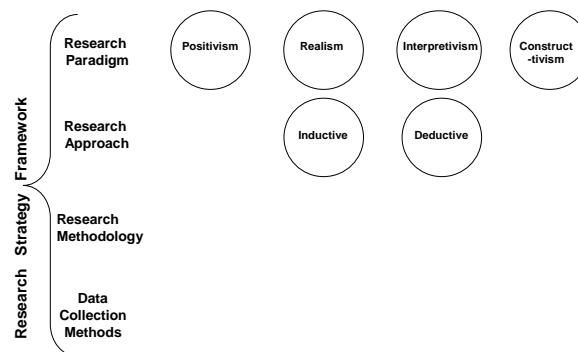 Research Strategy Framework
Research
Paradigm
Positivism
Realism
Interpretivism
Construct
-tivism
Research
Approach
Inductive
Deductive
Research
Methodology
Data
Collection
Methods